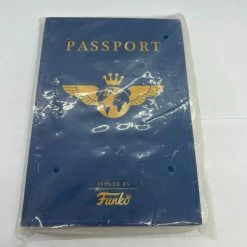 PASSPORT
ISSUED BY
Funko